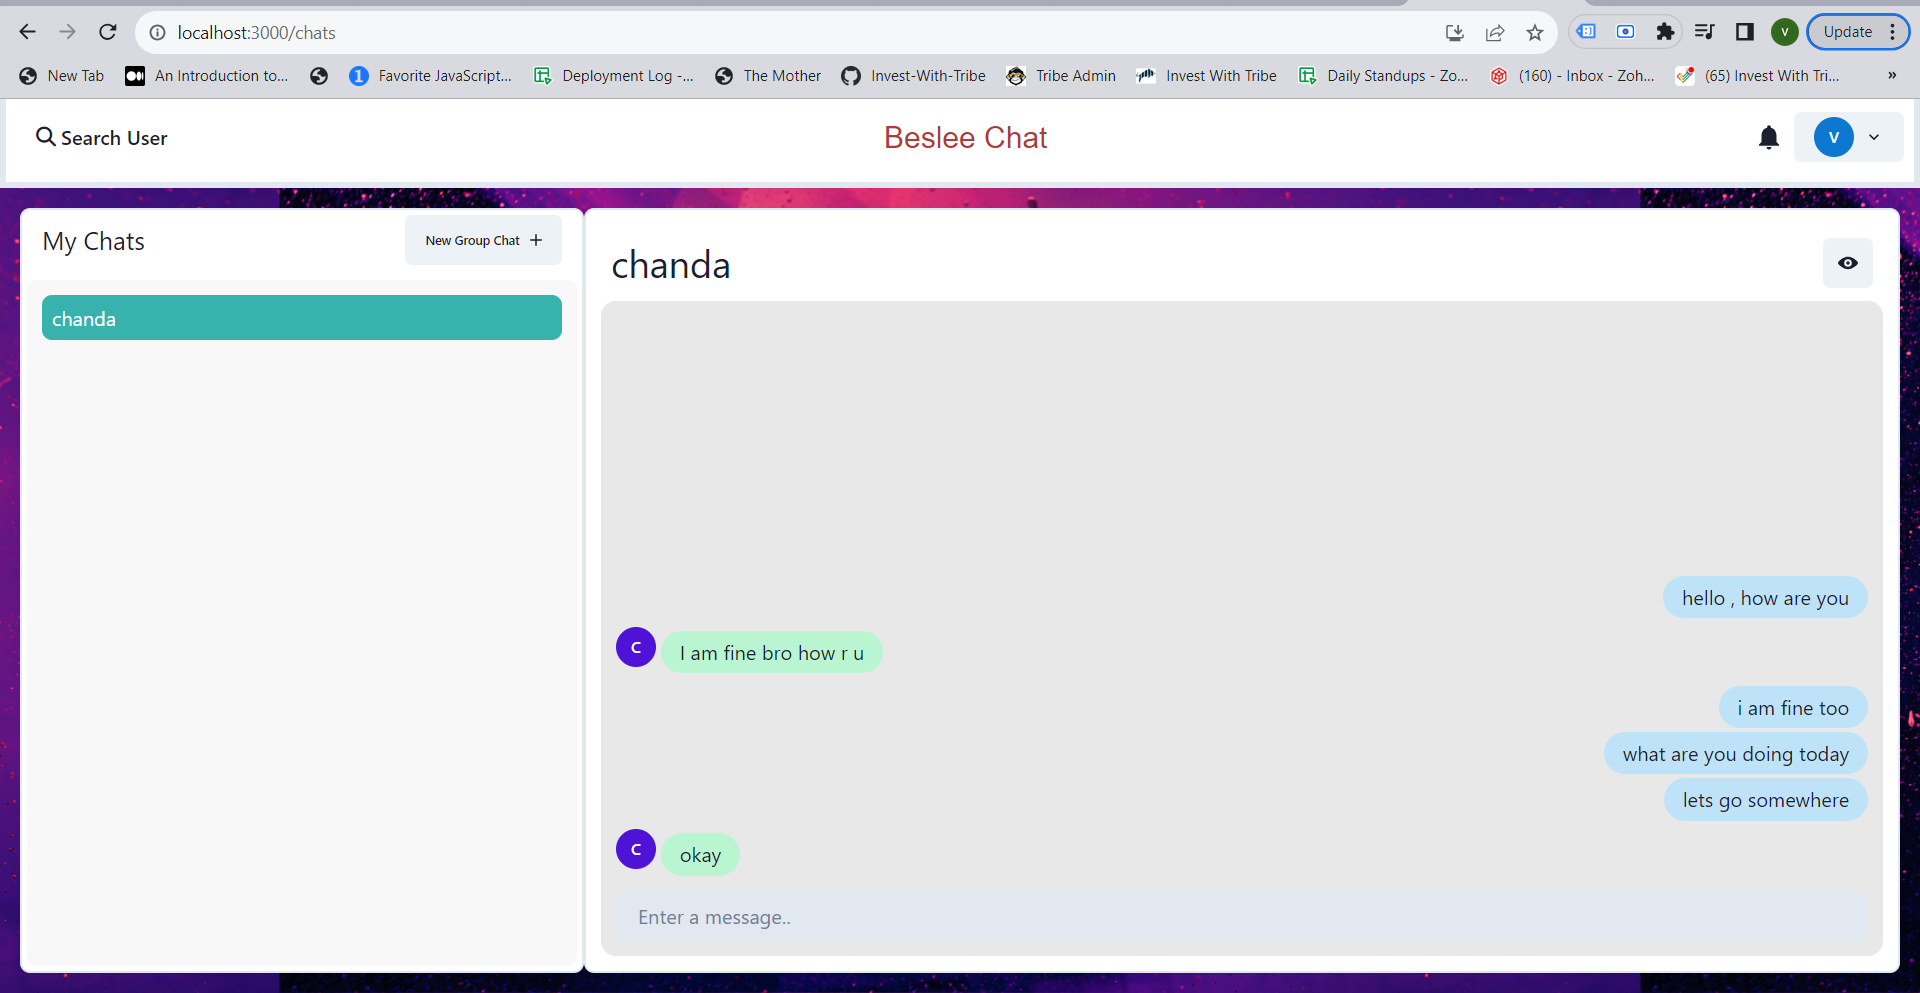 localhost:3000/chats
V
Update
New Tab
An Introduction to...
Favorite JavaScript...
Deployment Log -...
The Mother
Invest-With-Tribe
Tribe Admin
Invest With Tribe
Daily Standups - Zo...
(160) - Inbox - Zoh...
(65) Invest With Tri...
»
Search User
Beslee Chat
V
My Chats
New Group Chat +
chanda
chanda
hello , how are you
C
I am fine bro how r u
i am fine too
what are you doing today
lets go somewhere
C
okay
Enter a message..